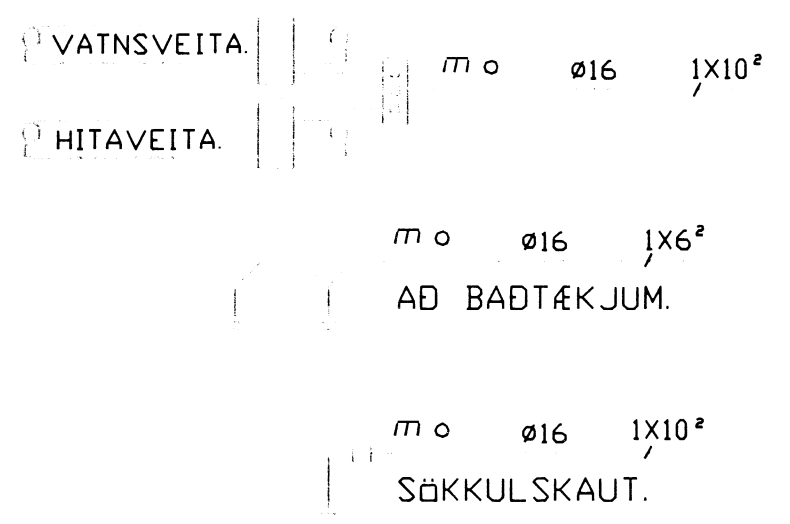 VATNSVEITA.
m o ø16 1X10²
HITAVEITA.
m o ø16 1X6²
AÐ BAÐTÆKJUM.
m o ø16 1X10²
SÖKKULSKAUT.